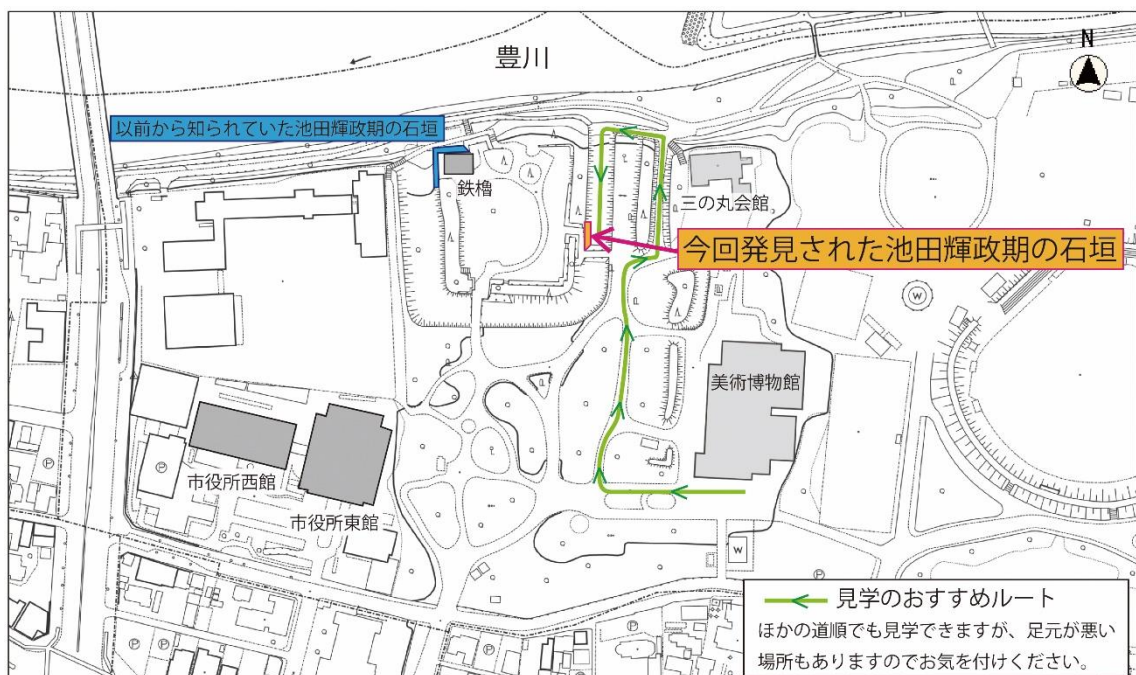 豊川
N
以前から知られていた池田輝政期の石垣
鉄櫓
三の丸会館
今回発見された池田輝政期の石垣
W
美術博物館
市役所西館
市役所東館
W
P
P
P
P
P
P
見学のおすすめルート
ほかの道順でも見学できますが、足元が悪い
場所もありますのでお気を付けください。